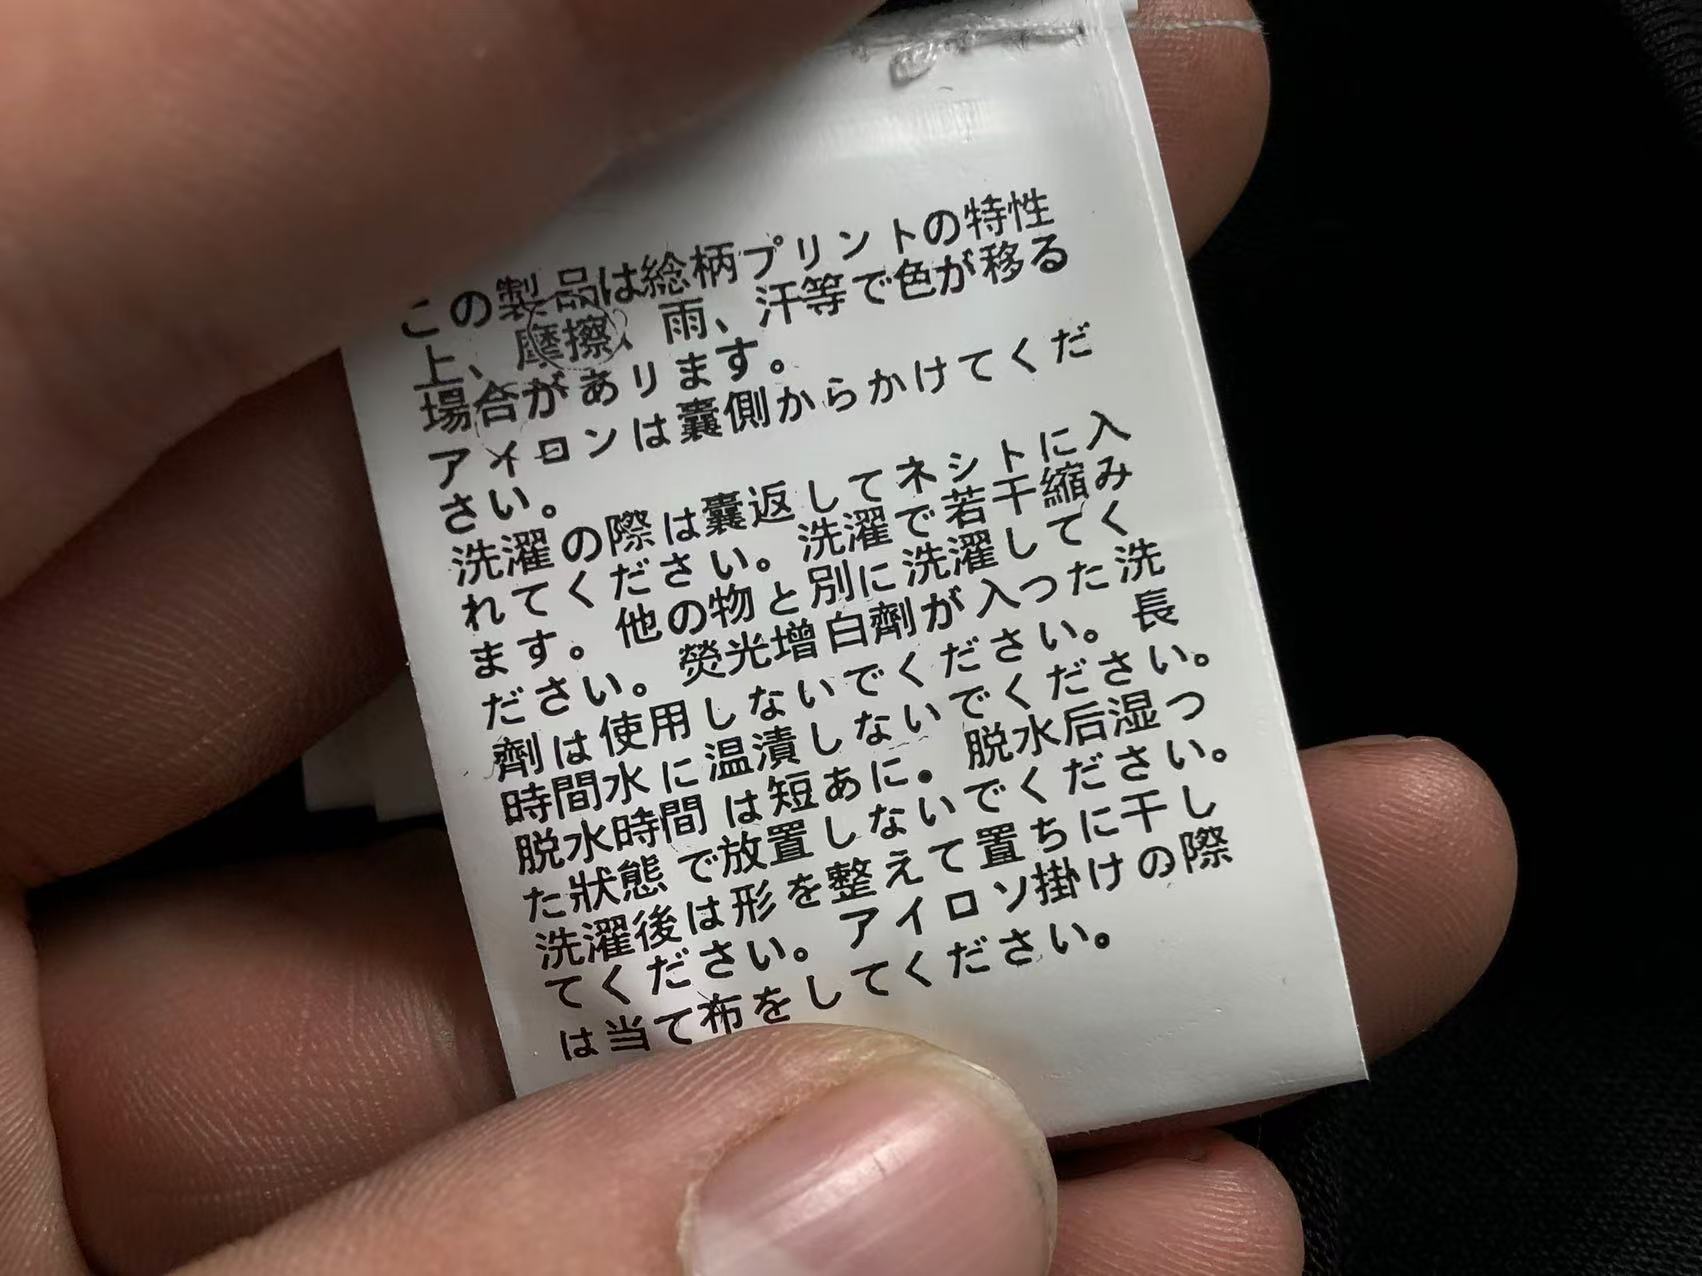 この製品は総柄プリントの特性
上、摩擦、雨、汗等で色が移る
場合があります。
アイロンは嚢側からかけてくだ
さい。
洗濯の際は嚢返してネシトに入
れてください。洗濯で若干縮み
ます。他の物と別に洗濯してく
ださい。熒光増白劑が入った洗
劑は使用しないでください。長
時間水に温漬しないでください。
脱水時間は短あに。脱水后湿つ
た狀態で放置しないでください。
洗濯後は形を整えて置ちに干し
てください。アイロソ掛けの際
は当て布をしてください。